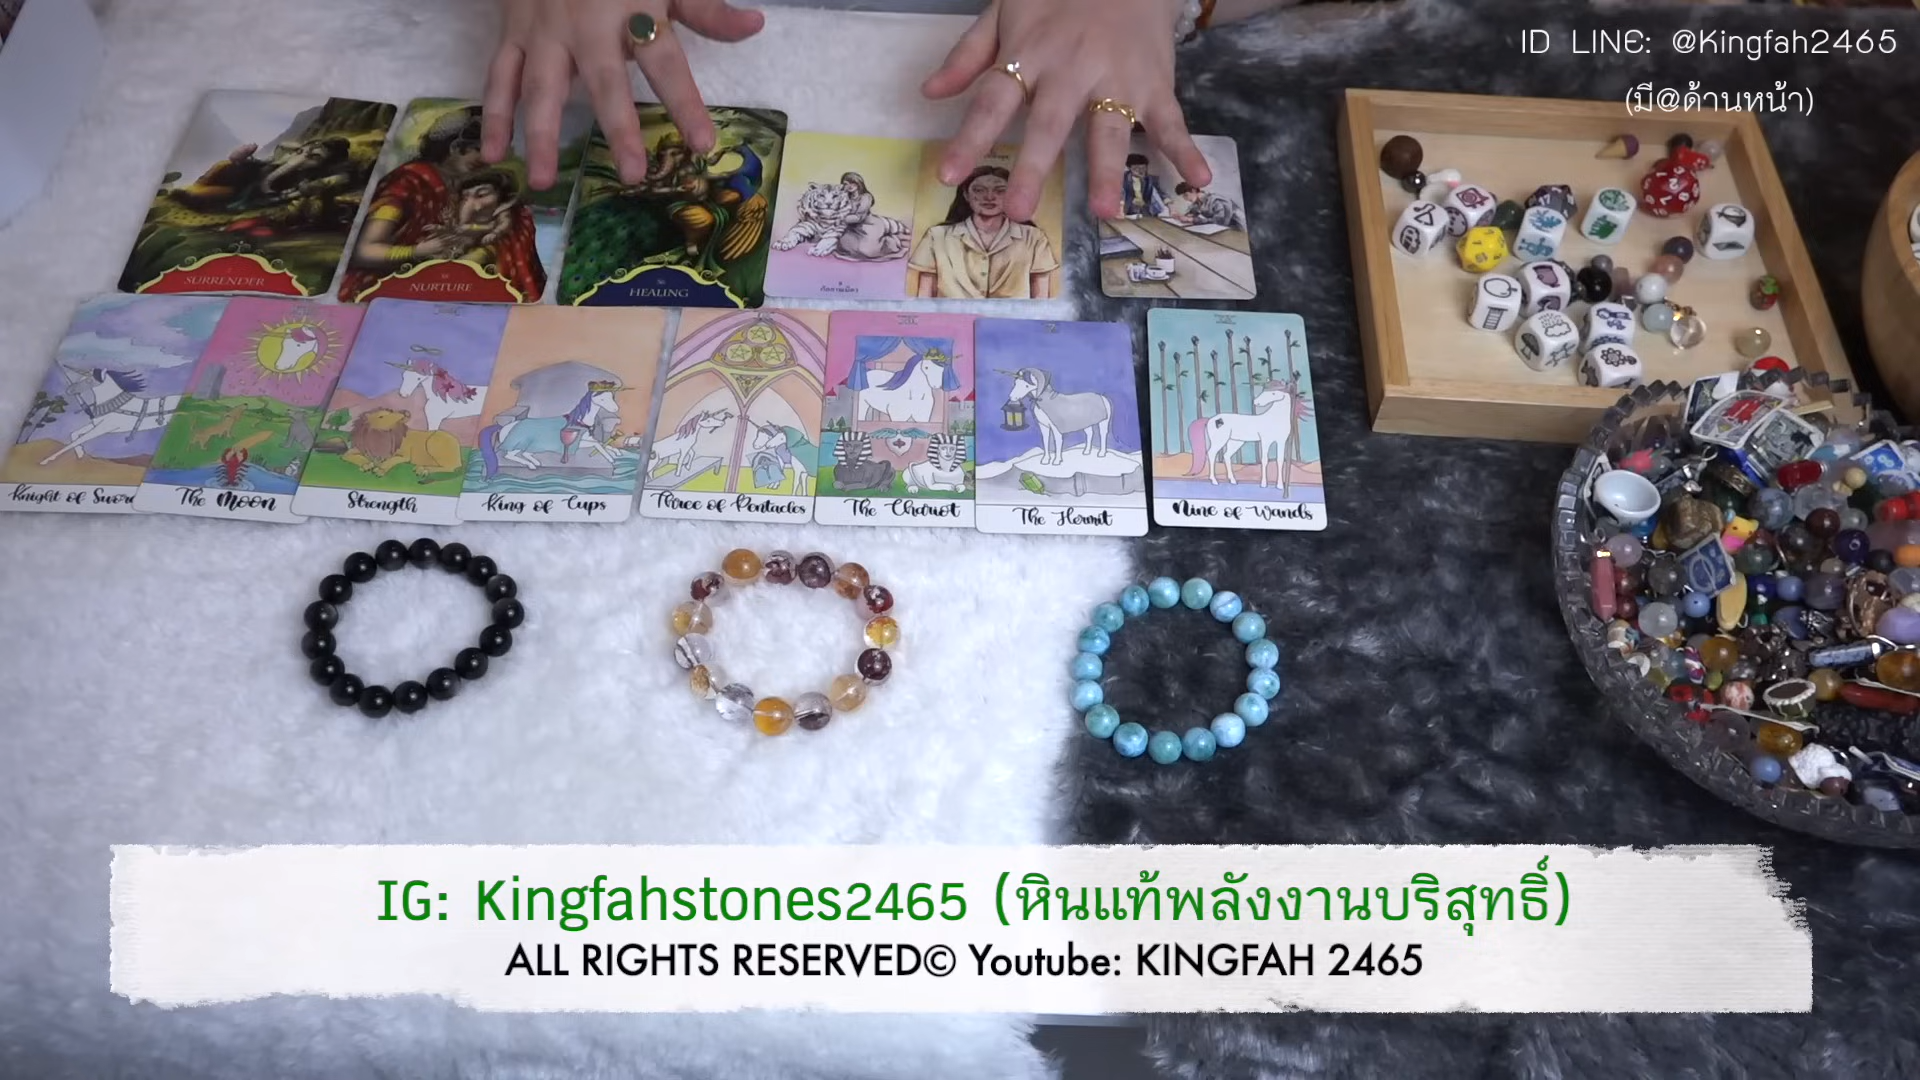 ID LINE: @Kingfah2465
(มี@ด้านหน้า)
SURRENDER
NURTURE
HEALING
Knight of
The Moon
Strength
King of Cups
Three of Pentacles
The Chariot
The Hermit
Nine of Wands
IG: Kingfahstones2465 (หินแท้พลังงานบริสุทธิ์)
ALL RIGHTS RESERVED© Youtube: KINGFAH 2465